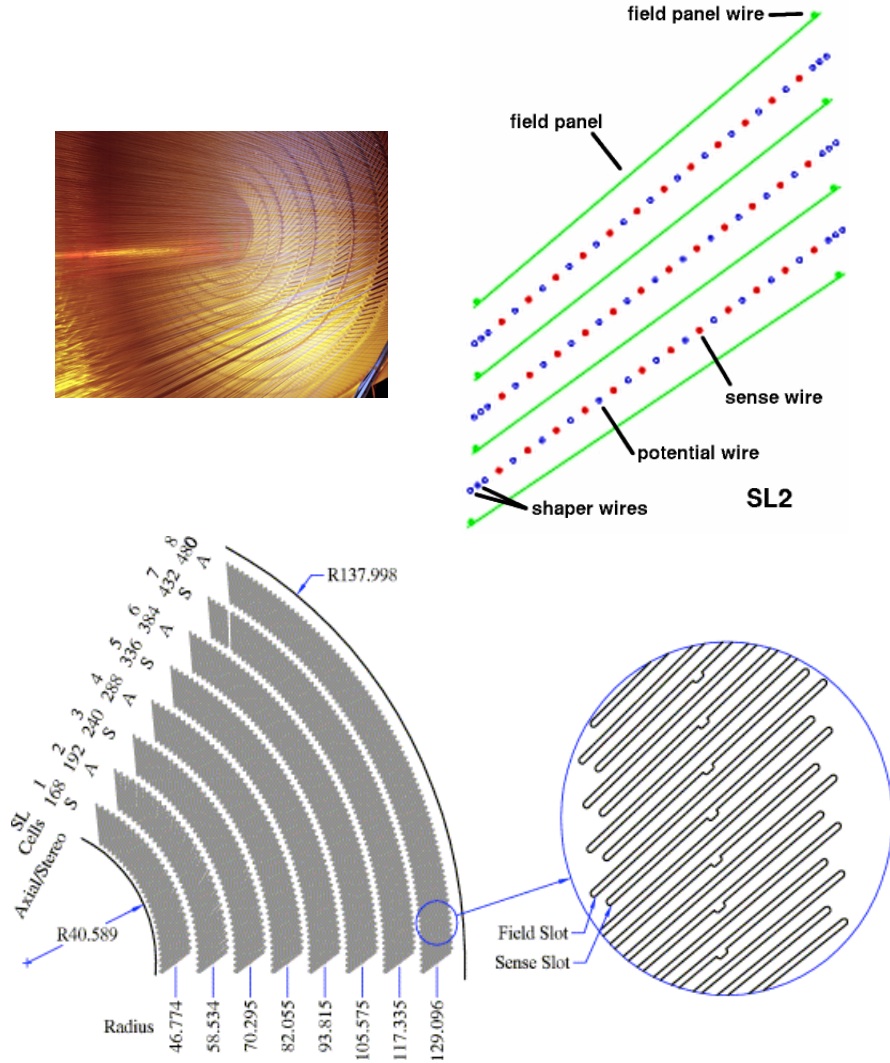 field panel wire
field panel
sense wire
potential wire
shaper wires
SL2
SL 1 2 3 4 5 6 7 8
Cells 168 192 240 288 336 384 432 480
Axial/Stereo S A S A S A S A
R137.998
R40.589
Field Slot
Sense Slot
Radius 46.774 58.534 70.295 82.055 93.815 105.575 117.335 129.096